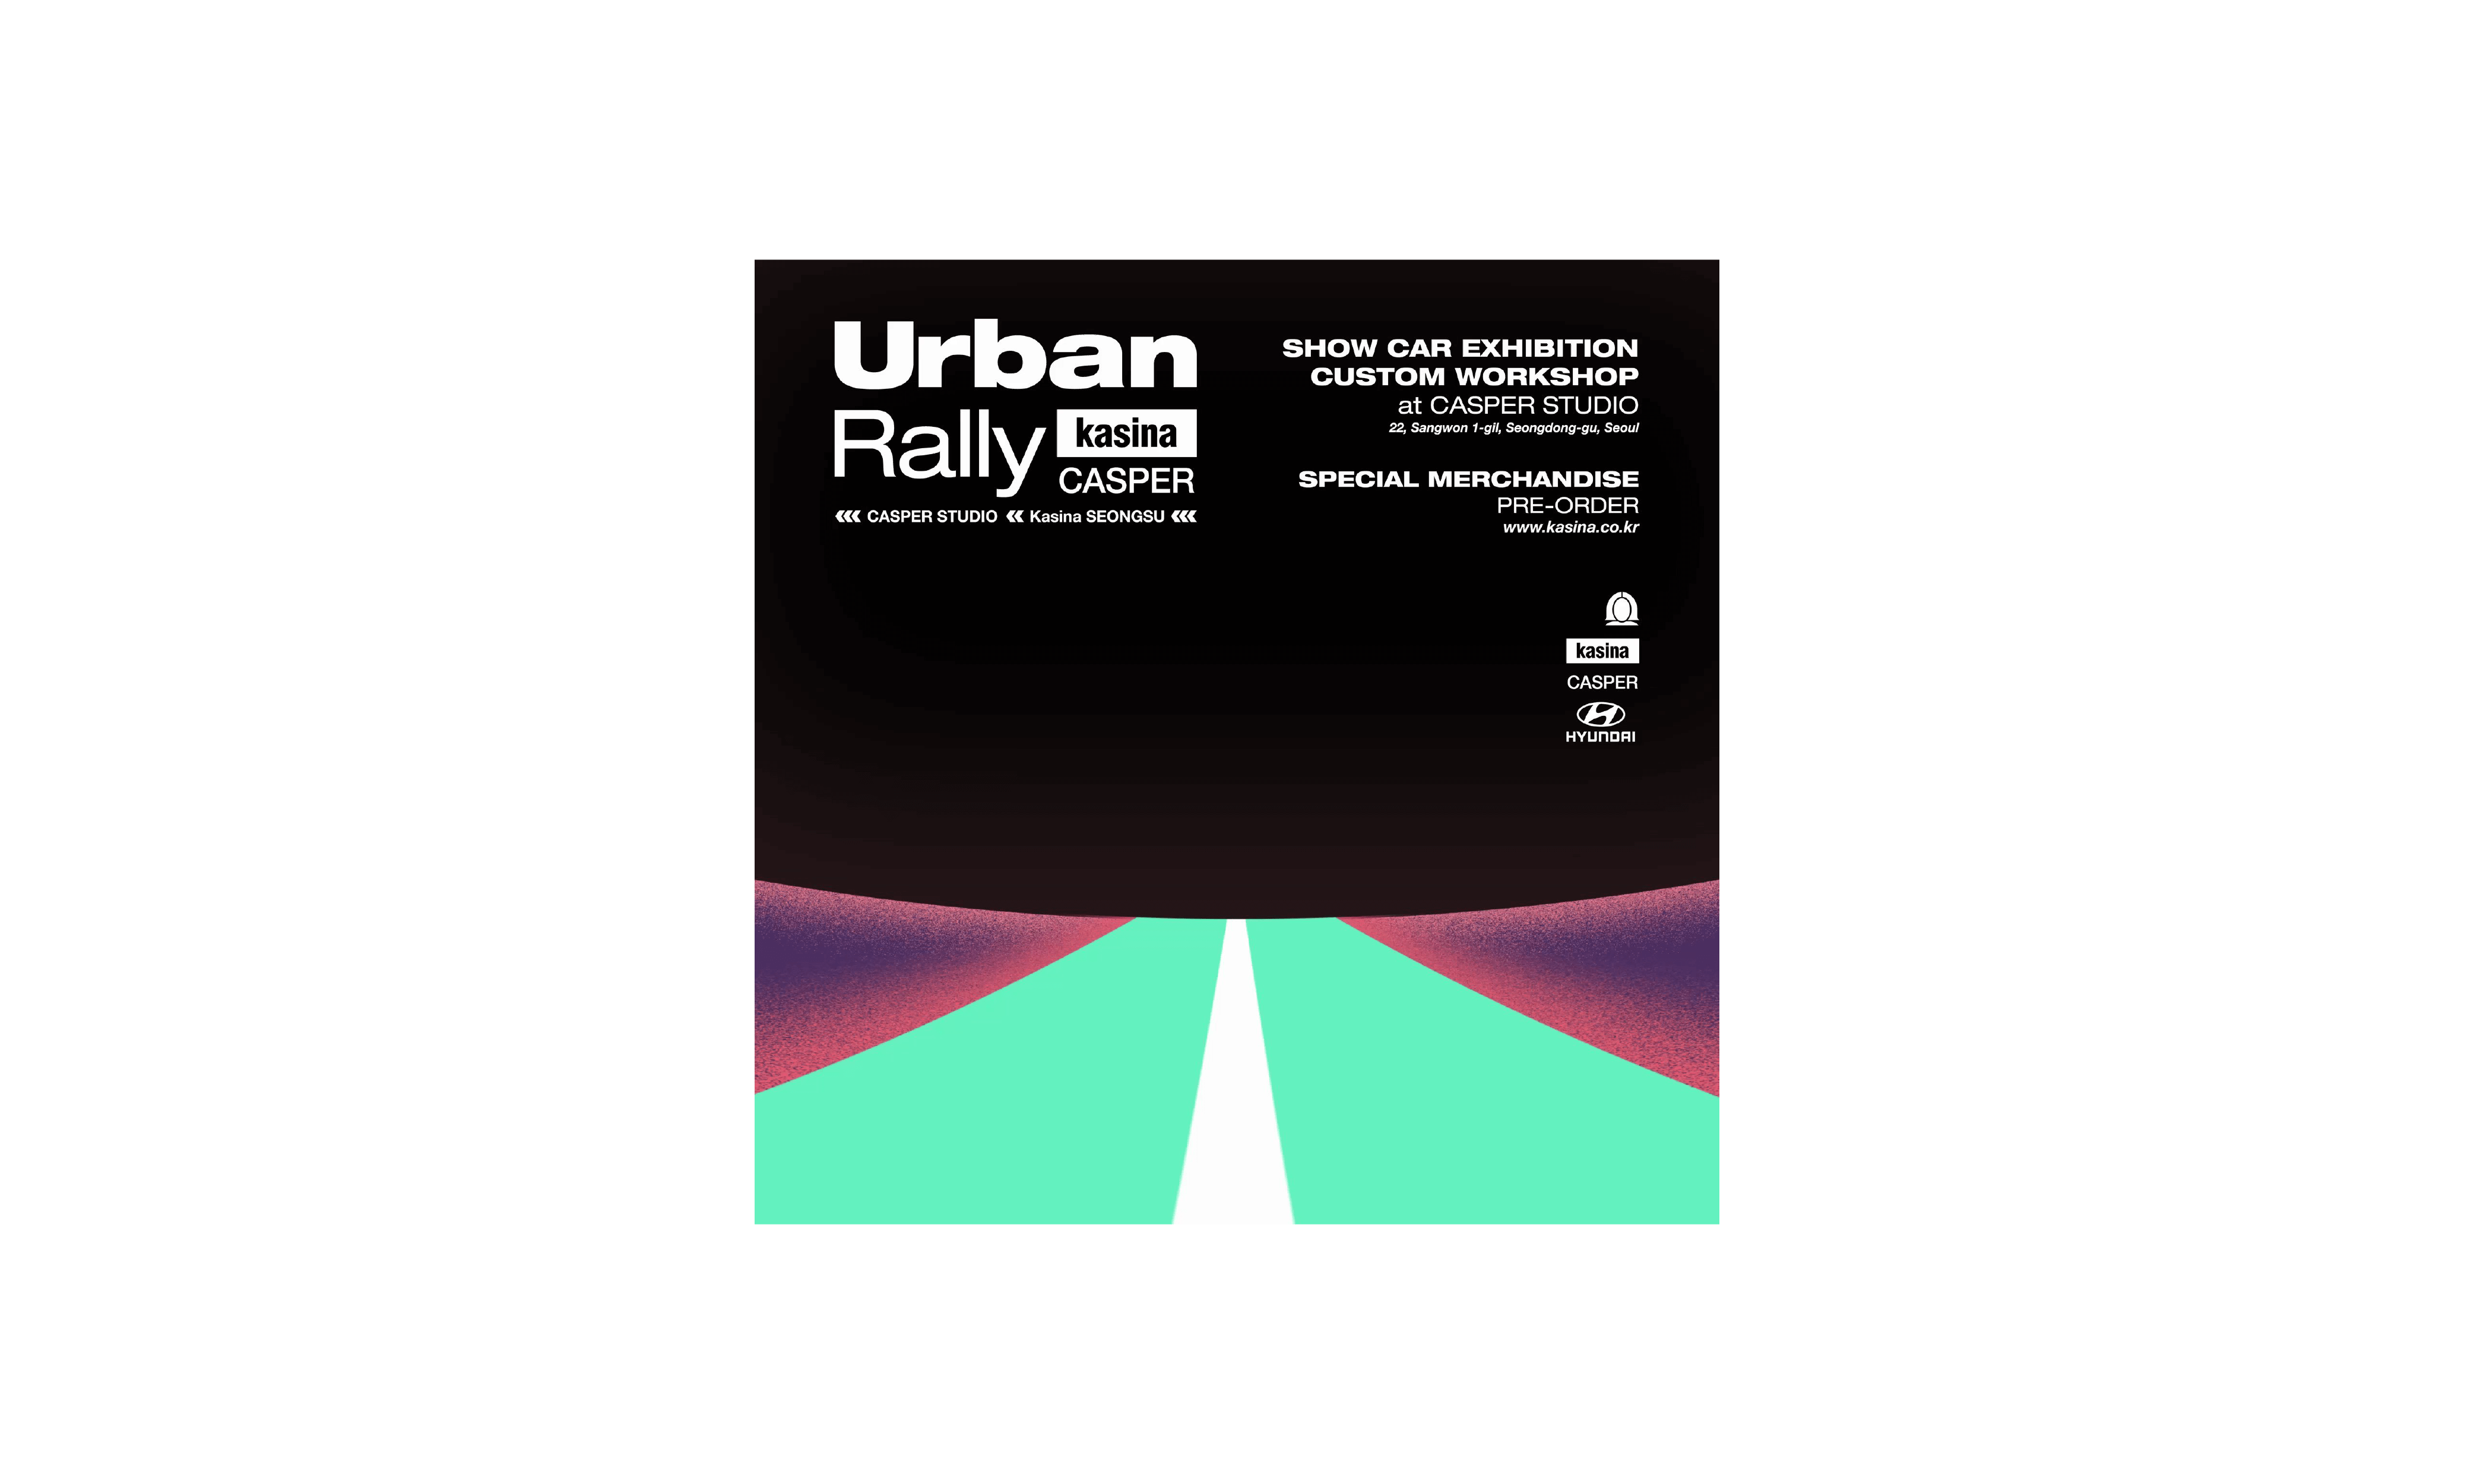 Urban
Rally kasina
CASPER
CASPER STUDIO Kasina SEONGSU
SHOW CAR EXHIBITION
CUSTOM WORKSHOP
at CASPER STUDIO
22, Sangwon 1-gil, Seongdong-gu, Seoul
SPECIAL MERCHANDISE
PRE-ORDER
www.kasina.co.kr
kasina
CASPER
HYUNDAI